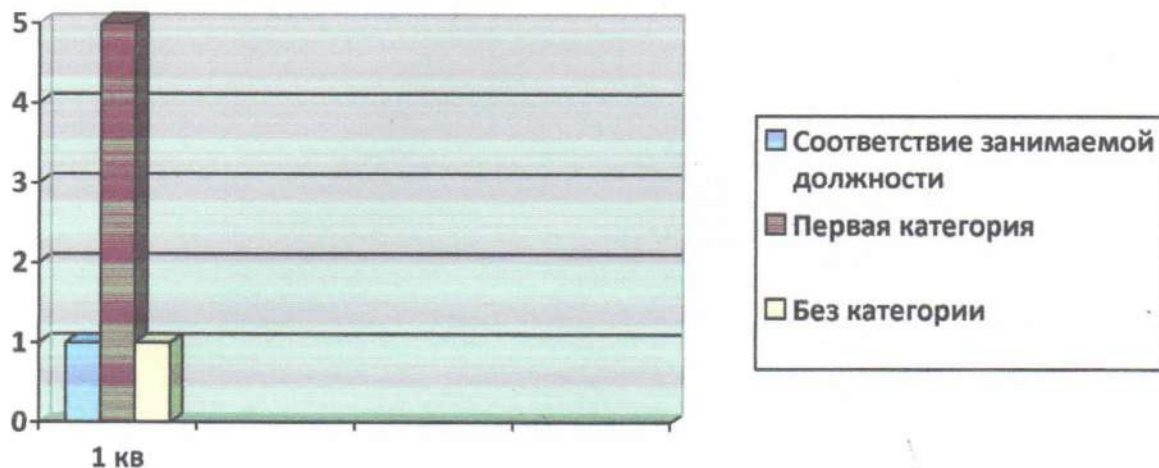 5
4
3
2
1
0
1 кв
Соответствие занимаемой
должности
Первая категория
Без категории